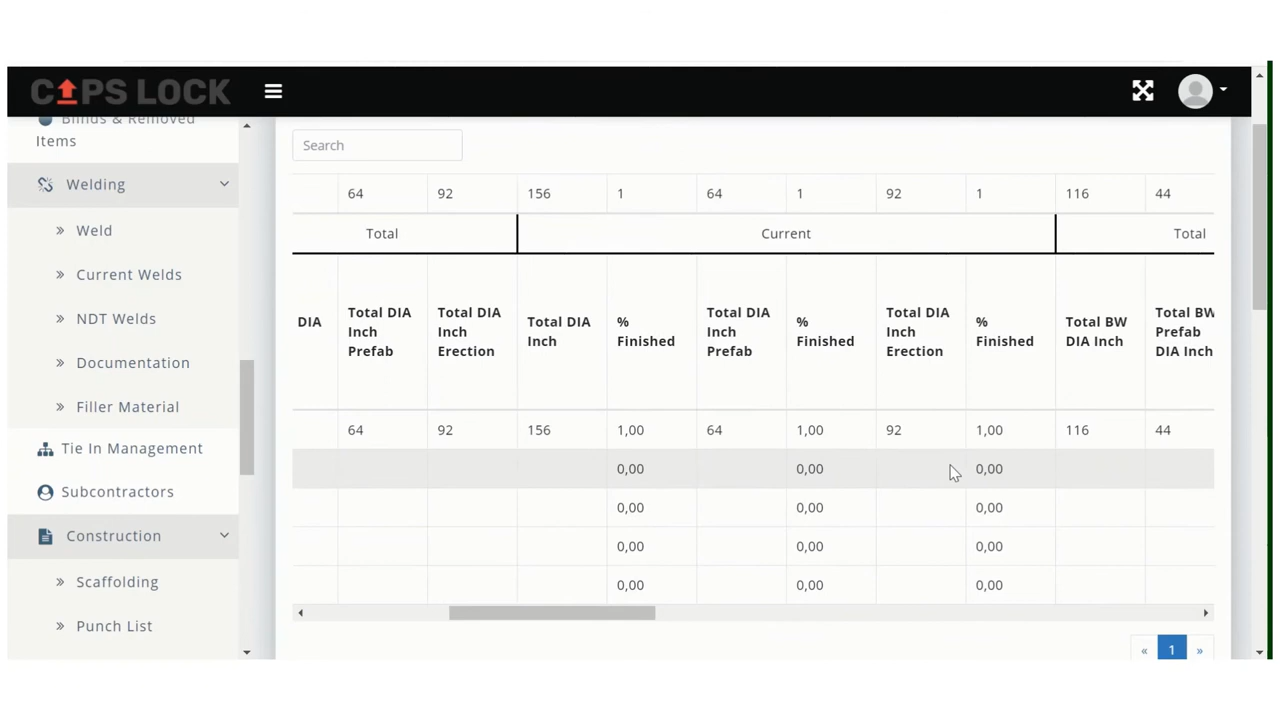 CAPS LOCK
Blinds & Removed
Items
Welding
Weld
Current Welds
NDT Welds
Documentation
Filler Material
Tie In Management
Subcontractors
Construction
Scaffolding
Punch List
Search
64 92 156 1 64 1 92 1 116 44
Total Current Total
DIA
Total DIA
Inch
Prefab
Total DIA
Inch
Erection
Total DIA
Inch
%
Finished
Total DIA
Inch
Prefab
%
Finished
Total DIA
Inch
Erection
%
Finished
Total BW
DIA Inch
Total BW
Prefab
DIA Inch
64 92 156 1,00 64 1,00 92 1,00 116 44
0,00 0,00 0,00
0,00 0,00 0,00
0,00 0,00 0,00
0,00 0,00 0,00
« 1 »